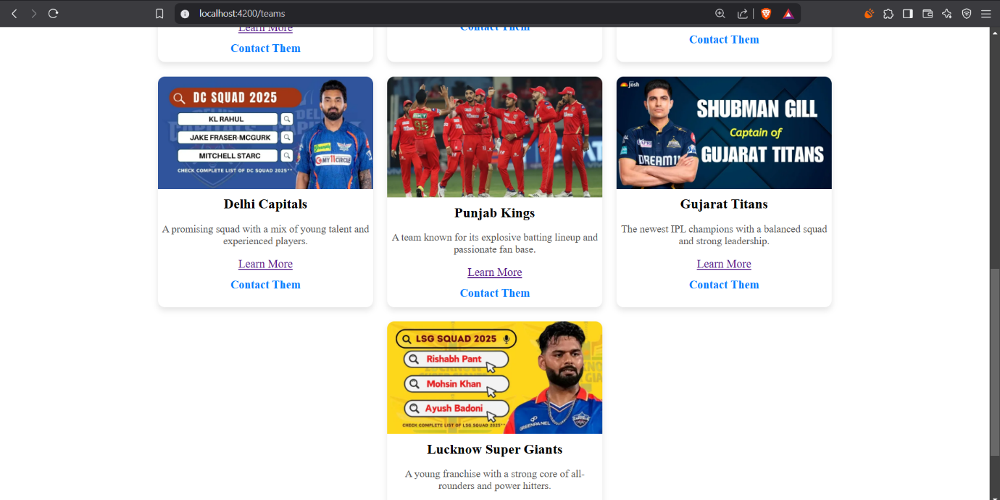 localhost:4200/teams
Learn More
Contact Them
Contact Them
Contact Them
DC SQUAD 2025
KL RAHUL
JAKE FRASER-MCGURK
MITCHELL STARC
CHECK COMPLETE LIST OF DC SQUAD 2025**
MY11CIRCLE
Delhi Capitals
A promising squad with a mix of young talent and
experienced players.
Learn More
Contact Them
BKT
Punjab Kings
A team known for its explosive batting lineup and
passionate fan base.
Learn More
Contact Them
josh
SHUBMAN GILL
Captain of
GUJARAT TITANS
DREAM11
Gujarat Titans
The newest IPL champions with a balanced squad
and strong leadership.
Learn More
Contact Them
LSG SQUAD 2025
Rishabh Pant
Mohsin Khan
Ayush Badoni
CHECK COMPLETE LIST OF LSG SQUAD 2025**
GREENPANEL
Lucknow Super Giants
A young franchise with a strong core of all-
rounders and power hitters.